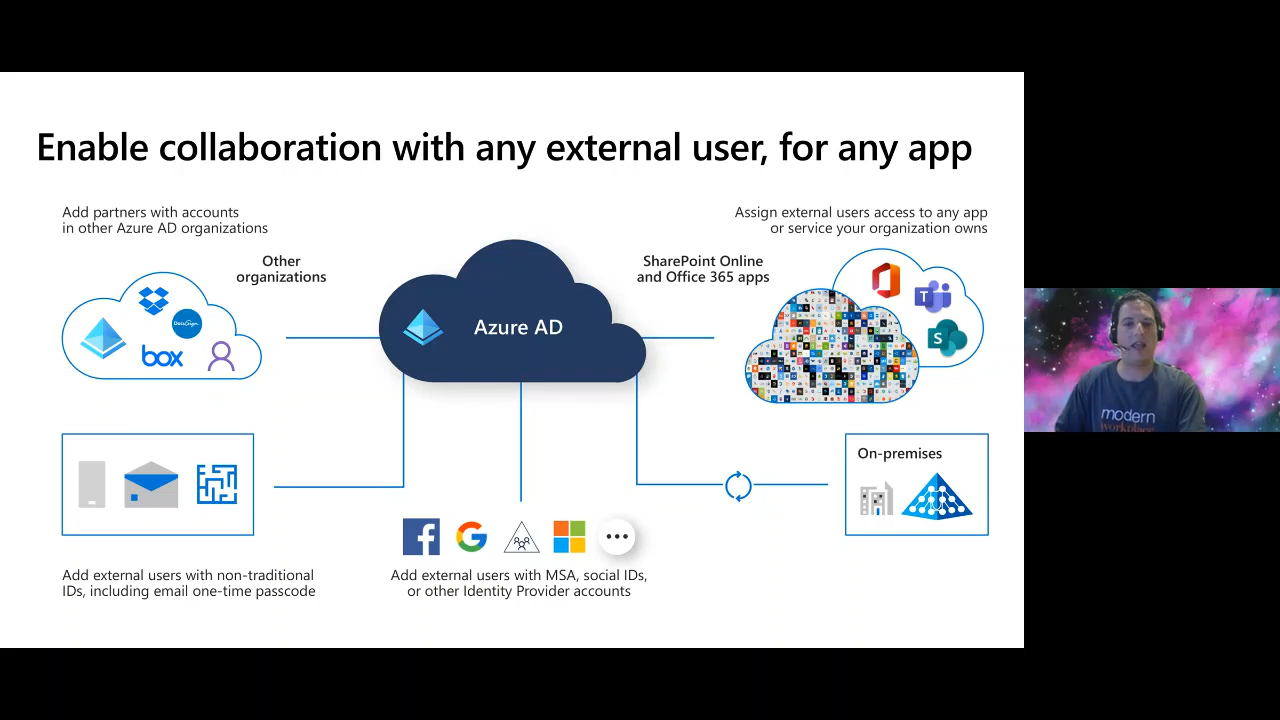 Enable collaboration with any external user, for any app
Add partners with accounts
in other Azure AD organizations
Other
organizations
DocuSign
box
Azure AD
SharePoint Online
and Office 365 apps
Assign external users access to any app
or service your organization owns
T
S
On-premises
Add external users with non-traditional
IDs, including email one-time passcode
f
G
Add external users with MSA, social IDs,
or other Identity Provider accounts
modern
workplace